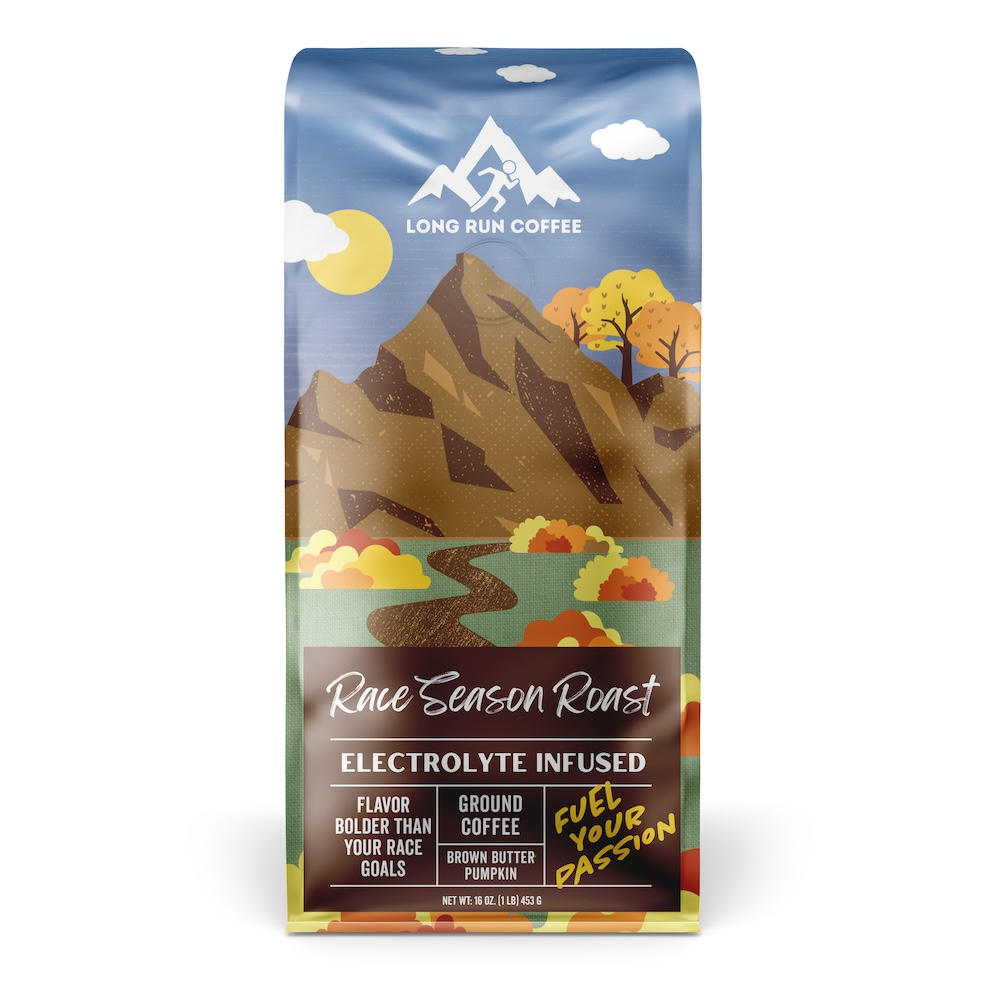 LONG RUN COFFEE
Race Season Roast
ELECTROLYTE INFUSED
FLAVOR
BOLDER THAN
YOUR RACE
GOALS
GROUND
COFFEE
BROWN BUTTER
PUMPKIN
FUEL
YOUR
PASSION
NET WT: 16 OZ. (1 LB) 453 G